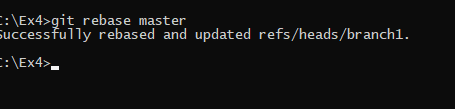 C:\Ex4>git rebase master
Successfully rebased and updated refs/heads/branch1.
C:\Ex4>